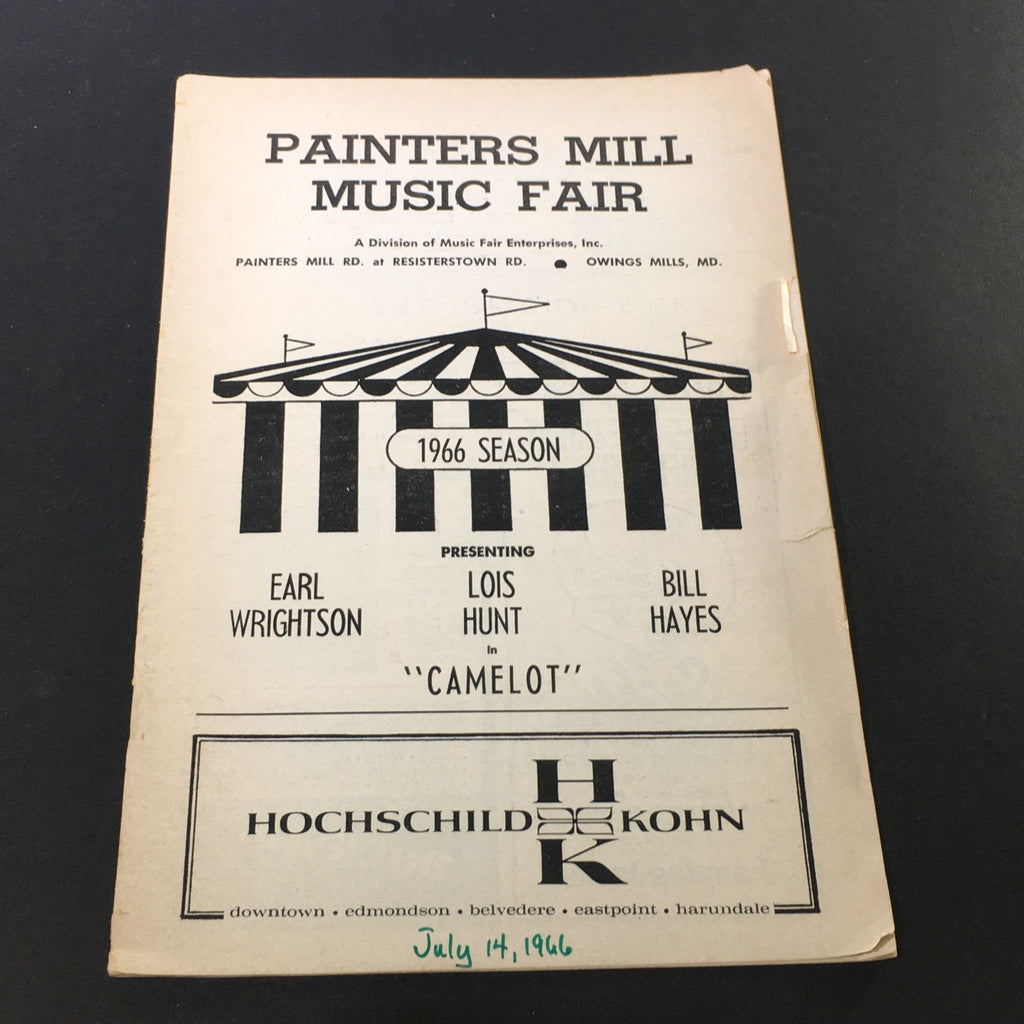 PAINTERS MILL
MUSIC FAIR
A Division of Music Fair Enterprises, Inc.
PAINTERS MILL RD. at RESISTERSTOWN RD. ● OWINGS MILLS, MD.
1966 SEASON
PRESENTING
EARL WRIGHTSON
LOIS HUNT
BILL HAYES
In
"CAMELOT"
H
HOCHSCHILD KOHN
K
downtown • edmondson • belvedere • eastpoint • harundale
July 14, 1966